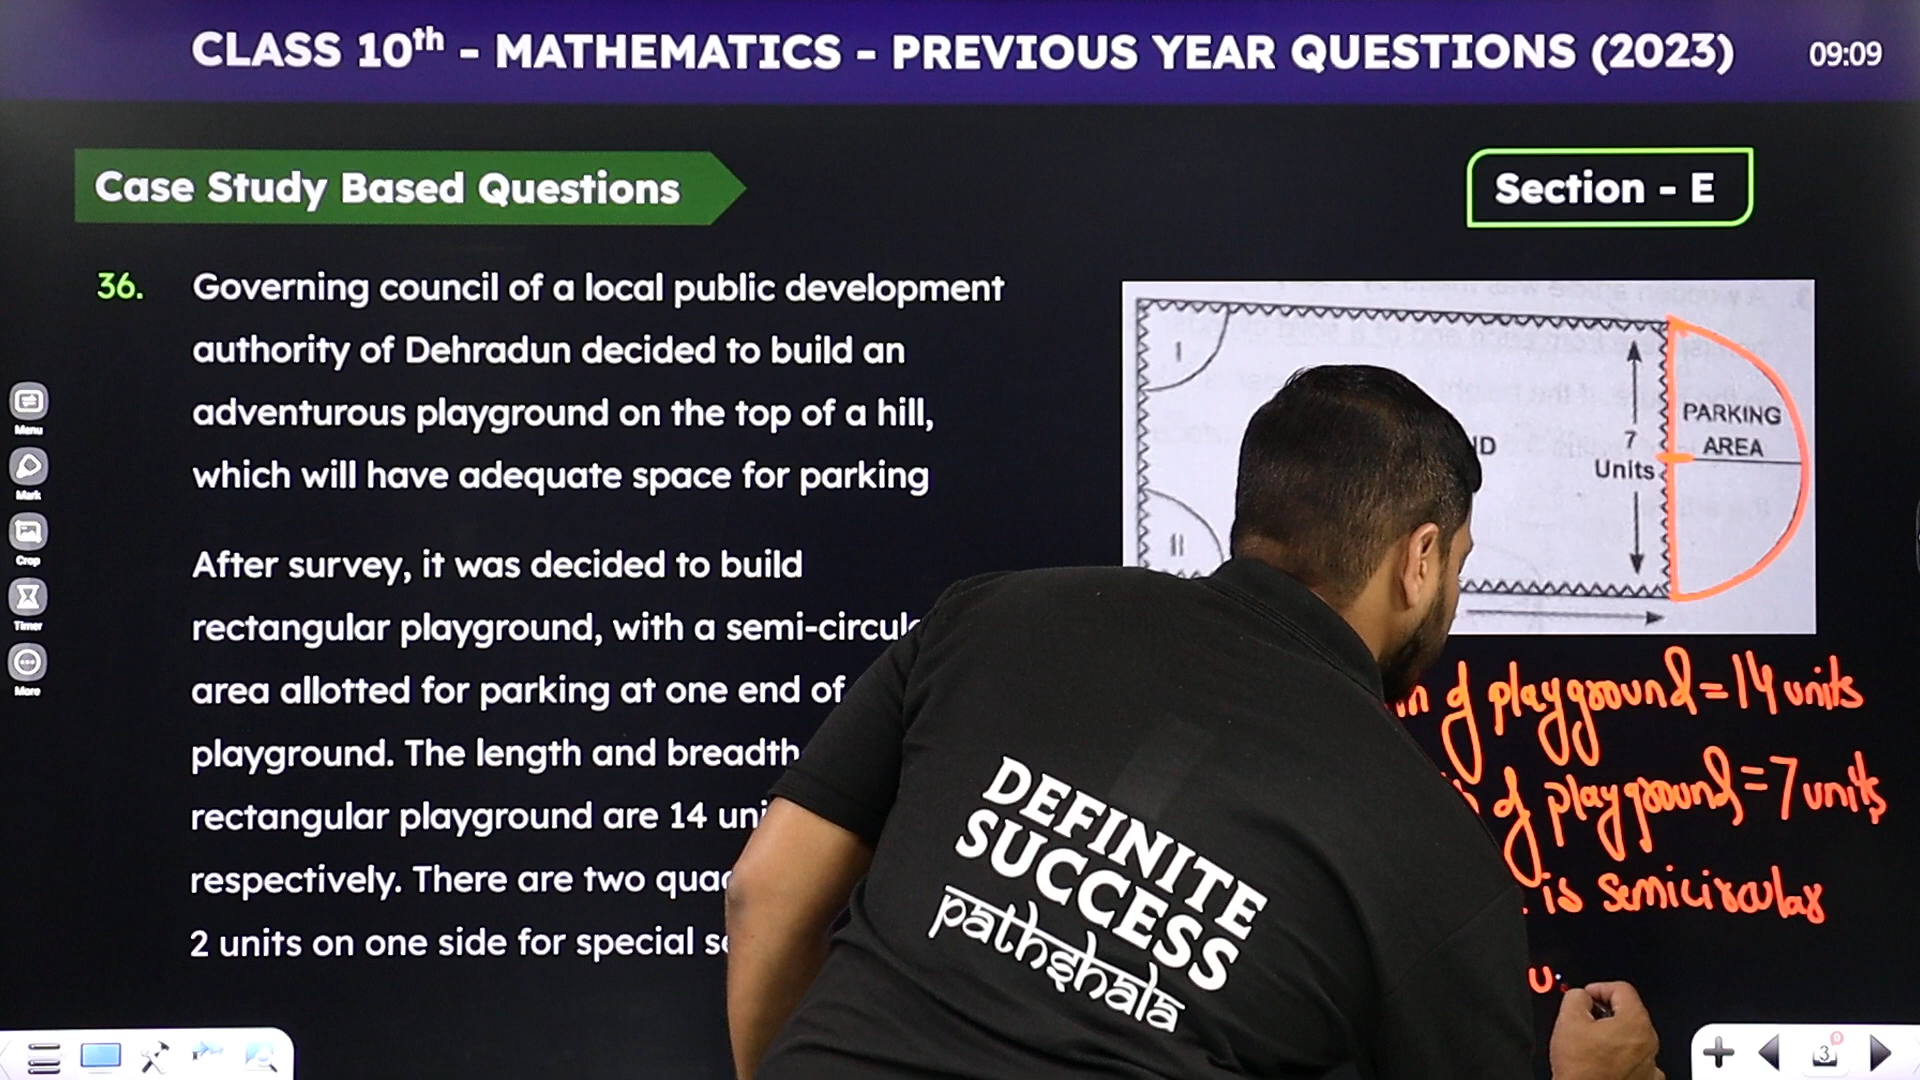 CLASS 10th - MATHEMATICS - PREVIOUS YEAR QUESTIONS (2023)
09:09
Case Study Based Questions
Section - E
36. Governing council of a local public development
authority of Dehradun decided to build an
adventurous playground on the top of a hill,
which will have adequate space for parking
After survey, it was decided to build
rectangular playground, with a
area allotted for parking at one end of
playground. The length and breadth
rectangular playground are 14
respectively. There are two
2 units on one side for special
I
II
7
Units
PARKING
AREA
of playground = 14 units
of playground = 7 units
is semicircular
DEFINITE
SUCCESS
pathshala
Menu
Mark
Crop
Timer
More
3